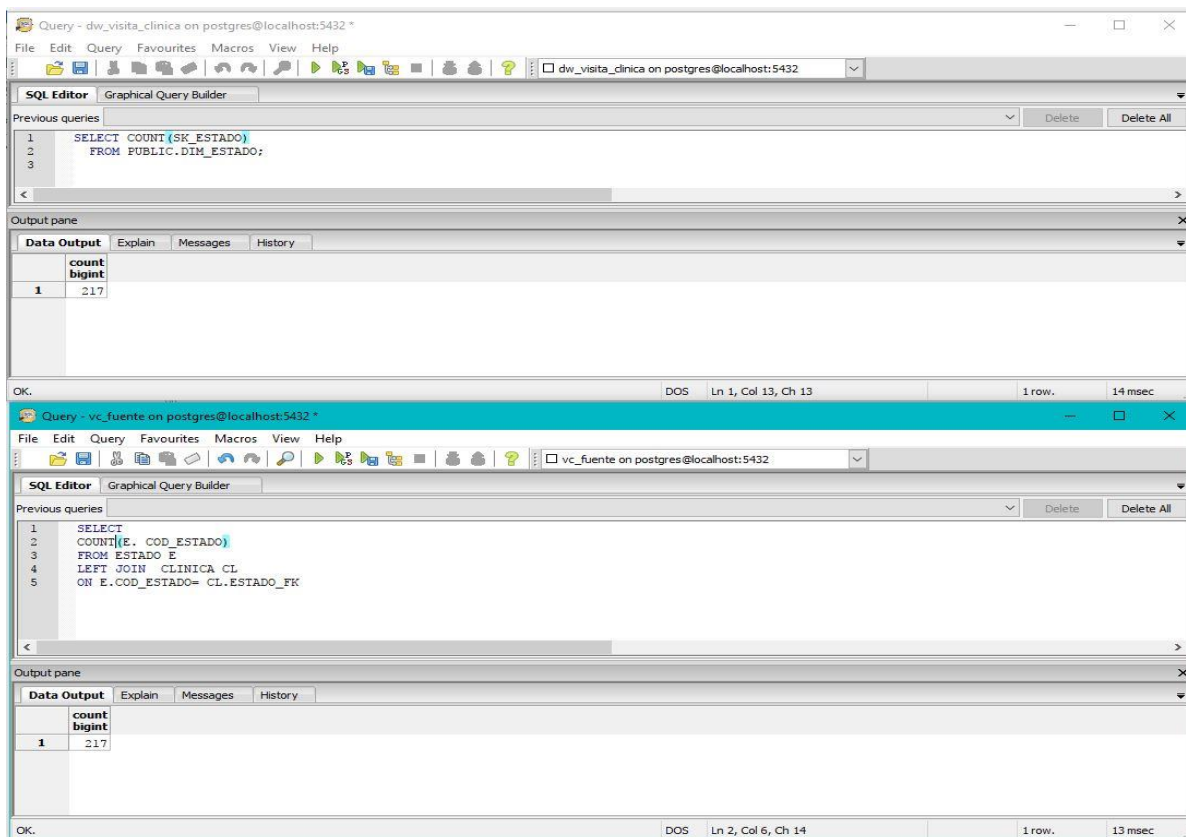 Query - dw_visita_clinica on postgres@localhost:5432 *
File Edit Query Favourites Macros View Help
dw_visita_clinica on postgres@localhost:5432
SQL Editor Graphical Query Builder
Previous queries Delete Delete All
1 SELECT COUNT(SK_ESTADO)
2 FROM PUBLIC.DIM_ESTADO;
3
Output pane
Data Output Explain Messages History
count
bigint
1 217
OK. DOS Ln 1, Col 13, Ch 13 1 row. 14 msec
Query - vc_fuente on postgres@localhost:5432 *
File Edit Query Favourites Macros View Help
vc_fuente on postgres@localhost:5432
SQL Editor Graphical Query Builder
Previous queries Delete Delete All
1 SELECT
2 COUNT(E. COD_ESTADO)
3 FROM ESTADO E
4 LEFT JOIN CLINICA CL
5 ON E.COD_ESTADO= CL.ESTADO_FK
Output pane
Data Output Explain Messages History
count
bigint
1 217
OK. DOS Ln 2, Col 6, Ch 14 1 row. 13 msec